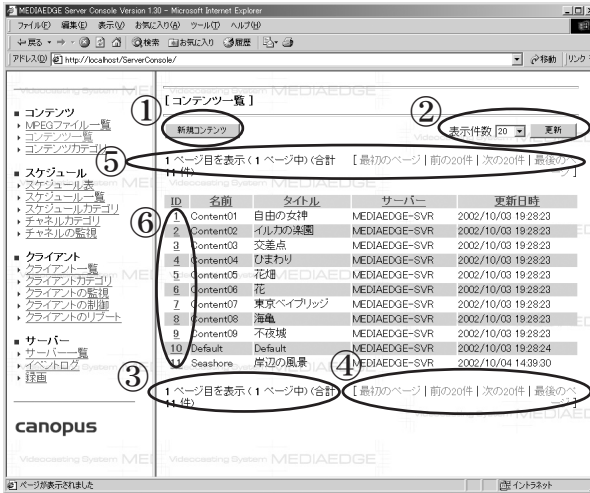 MEDIAEDGE Server Console Version 1.30 - Microsoft Internet Explorer
ファイル(F) 編集(E) 表示(V) お気に入り(A) ツール(T) ヘルプ(H)
戻る 検索 お気に入り 履歴
アドレス(D) http://localhost/ServerConsole/ 移動 リンク
コンテンツ
MPEGファイル一覧
コンテンツ一覧
コンテンツカテゴリ
スケジュール
スケジュール表
スケジュール一覧
スケジュールカテゴリ
チャネルカテゴリ
チャネルの監視
クライアント
クライアント一覧
クライアントカテゴリ
クライアントの監視
クライアントの制御
クライアントのリブート
サーバー
サーバー一覧
イベントログ
録画
canopus
[ コンテンツ一覧 ]
① ②
新規コンテンツ 表示件数 20 更新
⑤
1 ページ目を表示 ( 1 ページ中) (合計 11 件) [ 最初のページ | 前の20件 | 次の20件 | 最後のページ ]
⑥
ID 名前 タイトル サーバー 更新日時
1 Content01 自由の女神 MEDIAEDGE-SVR 2002/10/03 19:28:23
2 Content02 イルカの楽園 MEDIAEDGE-SVR 2002/10/03 19:28:23
3 Content03 交差点 MEDIAEDGE-SVR 2002/10/03 19:28:23
4 Content04 ひまわり MEDIAEDGE-SVR 2002/10/03 19:28:23
5 Content05 花畑 MEDIAEDGE-SVR 2002/10/03 19:28:23
6 Content06 花 MEDIAEDGE-SVR 2002/10/03 19:28:23
7 Content07 東京ベイブリッジ MEDIAEDGE-SVR 2002/10/03 19:28:23
8 Content08 海亀 MEDIAEDGE-SVR 2002/10/03 19:28:23
9 Content09 不夜城 MEDIAEDGE-SVR 2002/10/03 19:28:23
10 Default Default MEDIAEDGE-SVR 2002/10/03 19:28:24
11 Seashore 岸辺の風景 MEDIAEDGE-SVR 2002/10/04 14:39:30
③ ④
1 ページ目を表示 ( 1 ページ中) (合計 11 件) [ 最初のページ | 前の20件 | 次の20件 | 最後のページ ]
Videocasting System MEDIAEDGE
ページが表示されました イントラネット